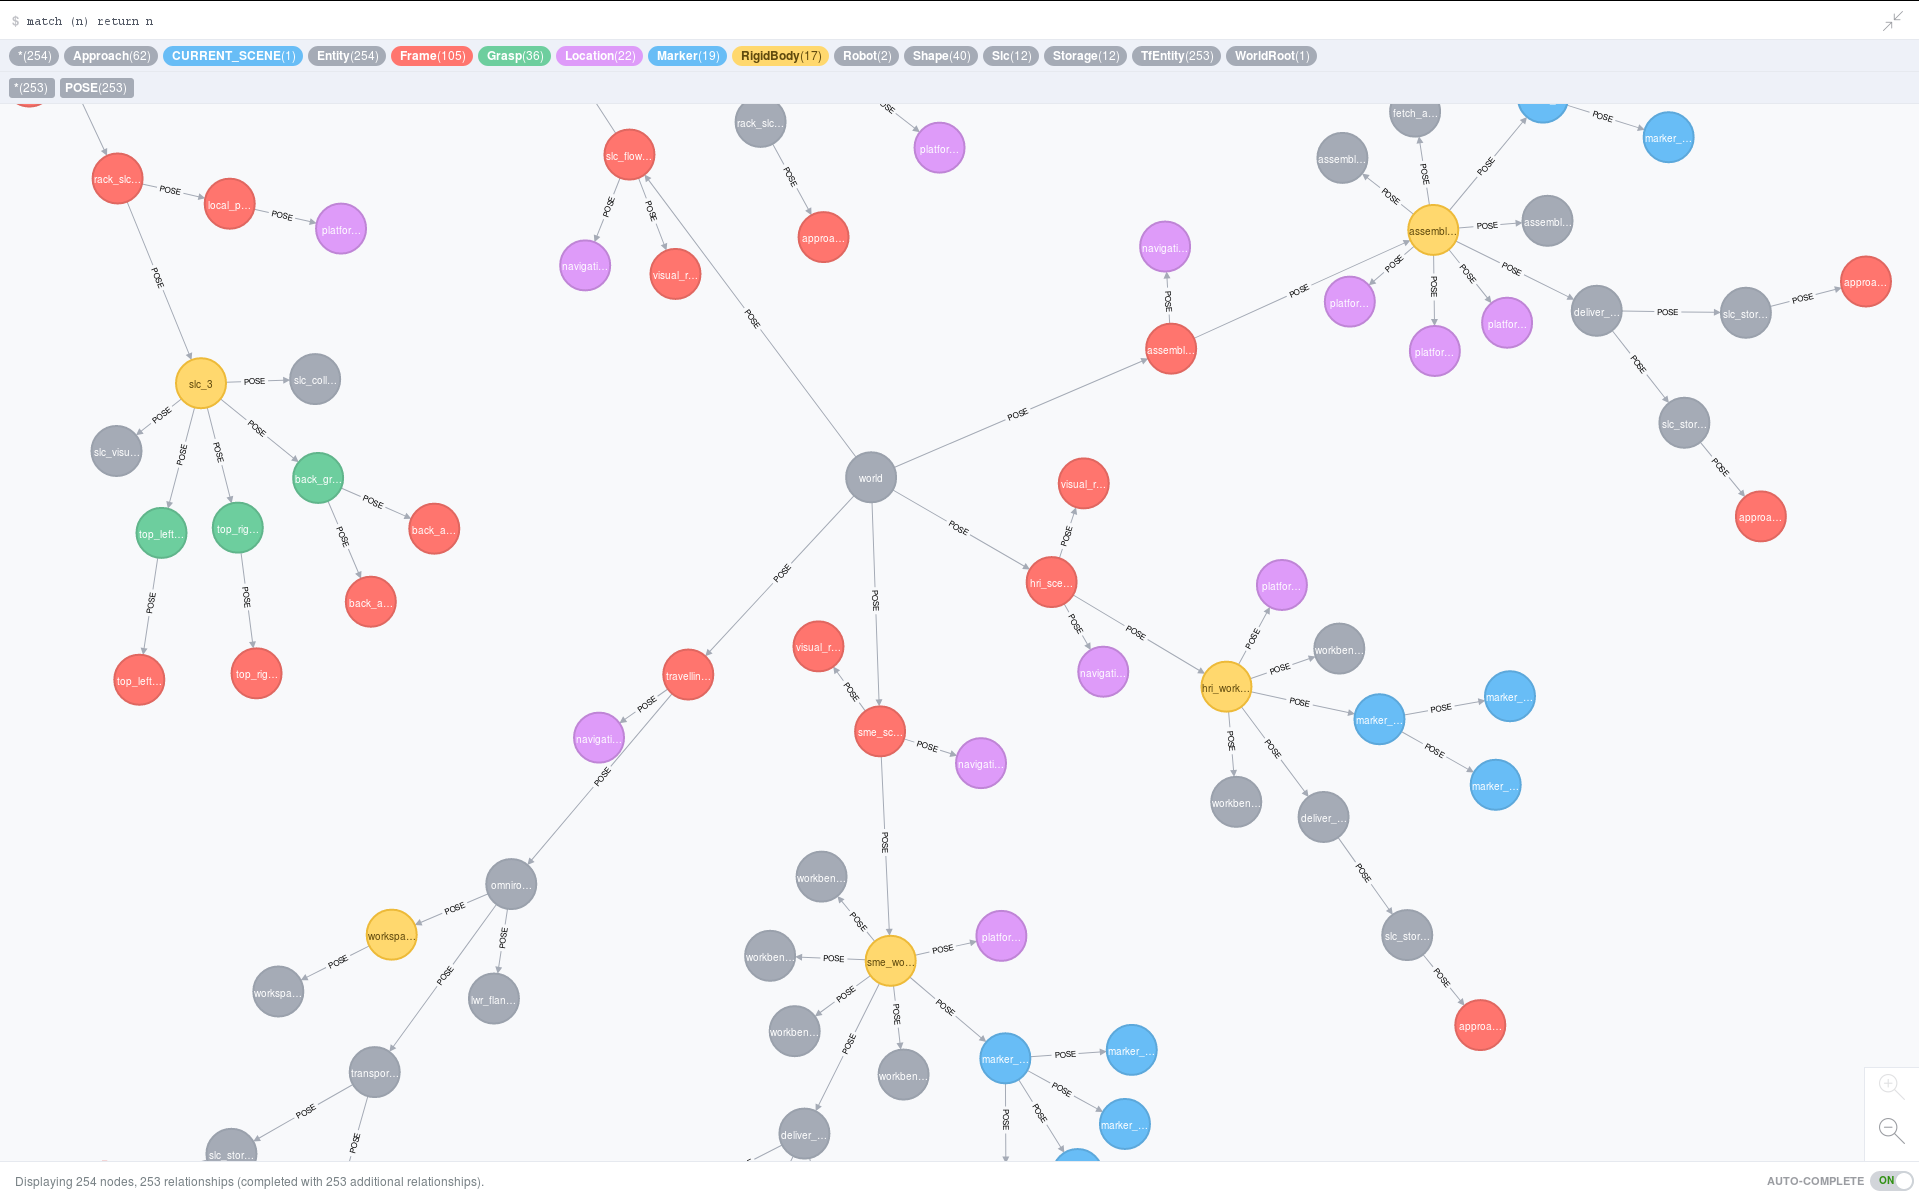 $ match (n) return n
*(254) Approach(62) CURRENT_SCENE(1) Entity(254) Frame(105) Grasp(36) Location(22) Marker(19) RigidBody(17) Robot(2) Shape(40) Slc(12) Storage(12) TfEntity(253) WorldRoot(1)
*(253) POSE(253)
rack_slc...
POSE
platfor...
fetch_a...
POSE
marker_...
slc_flow...
assembl...
POSE
POSE
POSE
rack_slc...
POSE
local_p...
POSE
platfor...
POSE
POSE
POSE
approa...
navigati...
visual_r...
navigati...
assembl...
POSE
assembl...
POSE
POSE
POSE
POSE
POSE
POSE
platfor...
platfor...
platfor...
deliver_...
POSE
slc_stor...
POSE
approa...
POSE
POSE
POSE
assembl...
POSE
slc_3
POSE
slc_coll...
POSE
POSE
POSE
POSE
slc_visu...
POSE
slc_stor...
POSE
approa...
world
back_gr...
POSE
back_a...
POSE
top_left...
top_rig...
POSE
POSE
back_a...
top_left...
top_rig...
visual_r...
POSE
POSE
hri_sce...
POSE
POSE
navigati...
POSE
POSE
platfor...
POSE
workben...
POSE
hri_work...
POSE
marker_...
POSE
marker_...
POSE
marker_...
POSE
POSE
workben...
deliver_...
POSE
slc_stor...
POSE
approa...
travellin...
POSE
navigati...
POSE
visual_r...
POSE
sme_sc...
POSE
navigati...
POSE
omniro...
POSE
workspa...
POSE
workspa...
POSE
lwr_flan...
POSE
transpor...
POSE
slc_stor...
POSE
workben...
POSE
workben...
POSE
sme_wo...
POSE
platfor...
POSE
workben...
POSE
POSE
POSE
workben...
marker_...
POSE
marker_...
POSE
marker_...
POSE
POSE
deliver_...
Displaying 254 nodes, 253 relationships (completed with 253 additional relationships).
AUTO-COMPLETE ON